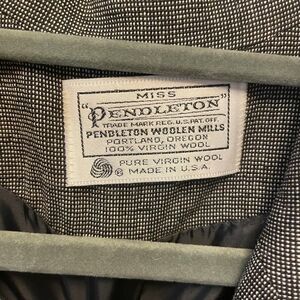 MISS
"PENDLETON"
TRADE MARK REG. U.S. PAT. OFF.
PENDLETON WOOLEN MILLS
PORTLAND, OREGON
100% VIRGIN WOOL
PURE VIRGIN WOOL
® MADE IN U.S.A.